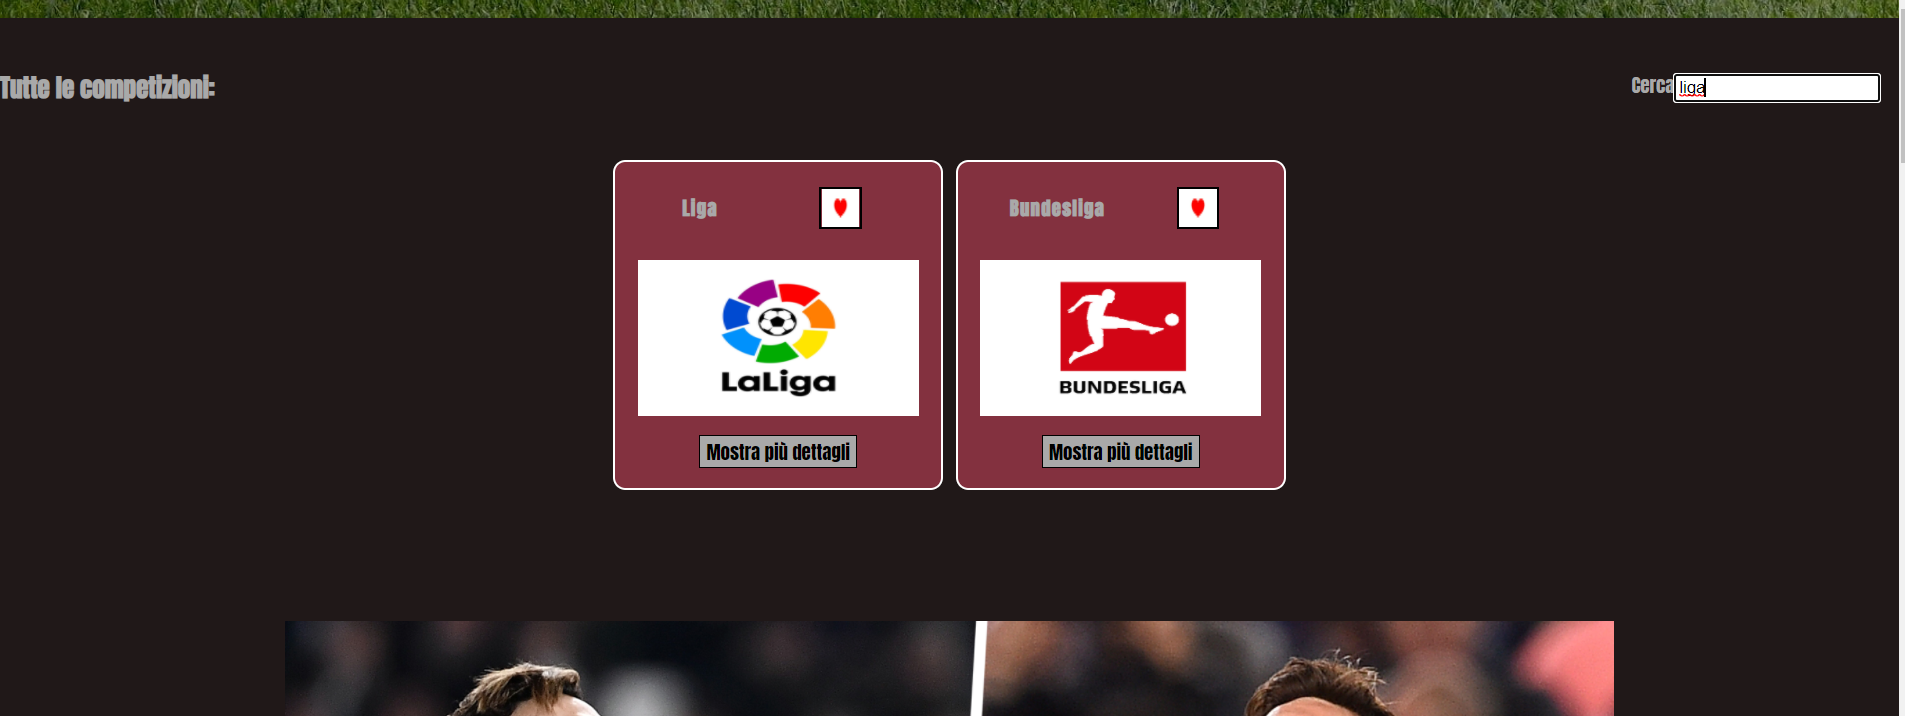 Tutte le competizioni:
Cerca liga
Liga
Bundesliga
LaLiga
BUNDESLIGA
Mostra più dettagli
Mostra più dettagli